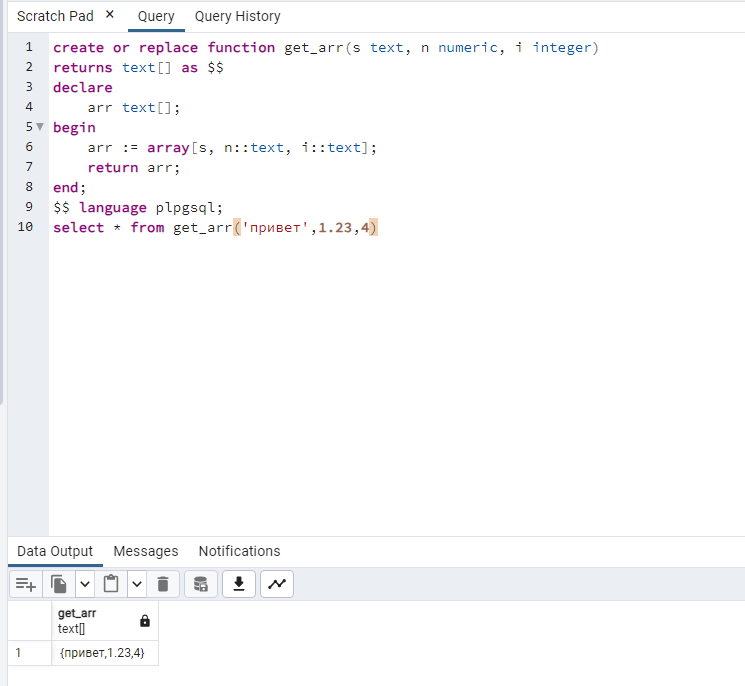 Scratch Pad × Query Query History
1 create or replace function get_arr(s text, n numeric, i integer)
2 returns text[] as $$
3 declare
4 arr text[];
5 begin
6 arr := array[s, n::text, i::text];
7 return arr;
8 end;
9 $$ language plpgsql;
10 select * from get_arr('привет',1.23,4)
Data Output Messages Notifications
get_arr
text[]
1 {привет,1.23,4}